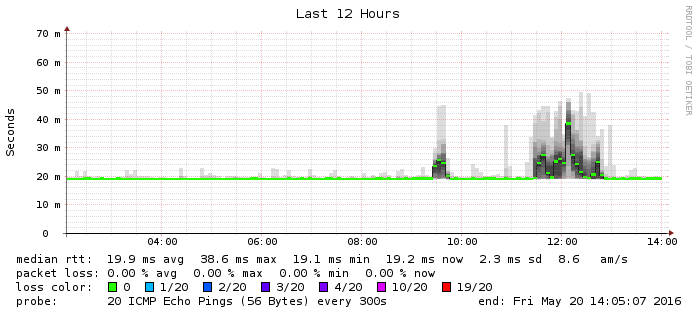 Last 12 Hours
RRDTOOL / TOBI OETIKER
70 m
60 m
50 m
40 m
30 m
20 m
10 m
0
Seconds
04:00 06:00 08:00 10:00 12:00 14:00
median rtt: 19.9 ms avg 38.6 ms max 19.1 ms min 19.2 ms now 2.3 ms sd 8.6 am/s
packet loss: 0.00 % avg 0.00 % max 0.00 % min 0.00 % now
loss color: 0 1/20 2/20 3/20 4/20 10/20 19/20
probe: 20 ICMP Echo Pings (56 Bytes) every 300s end: Fri May 20 14:05:07 2016